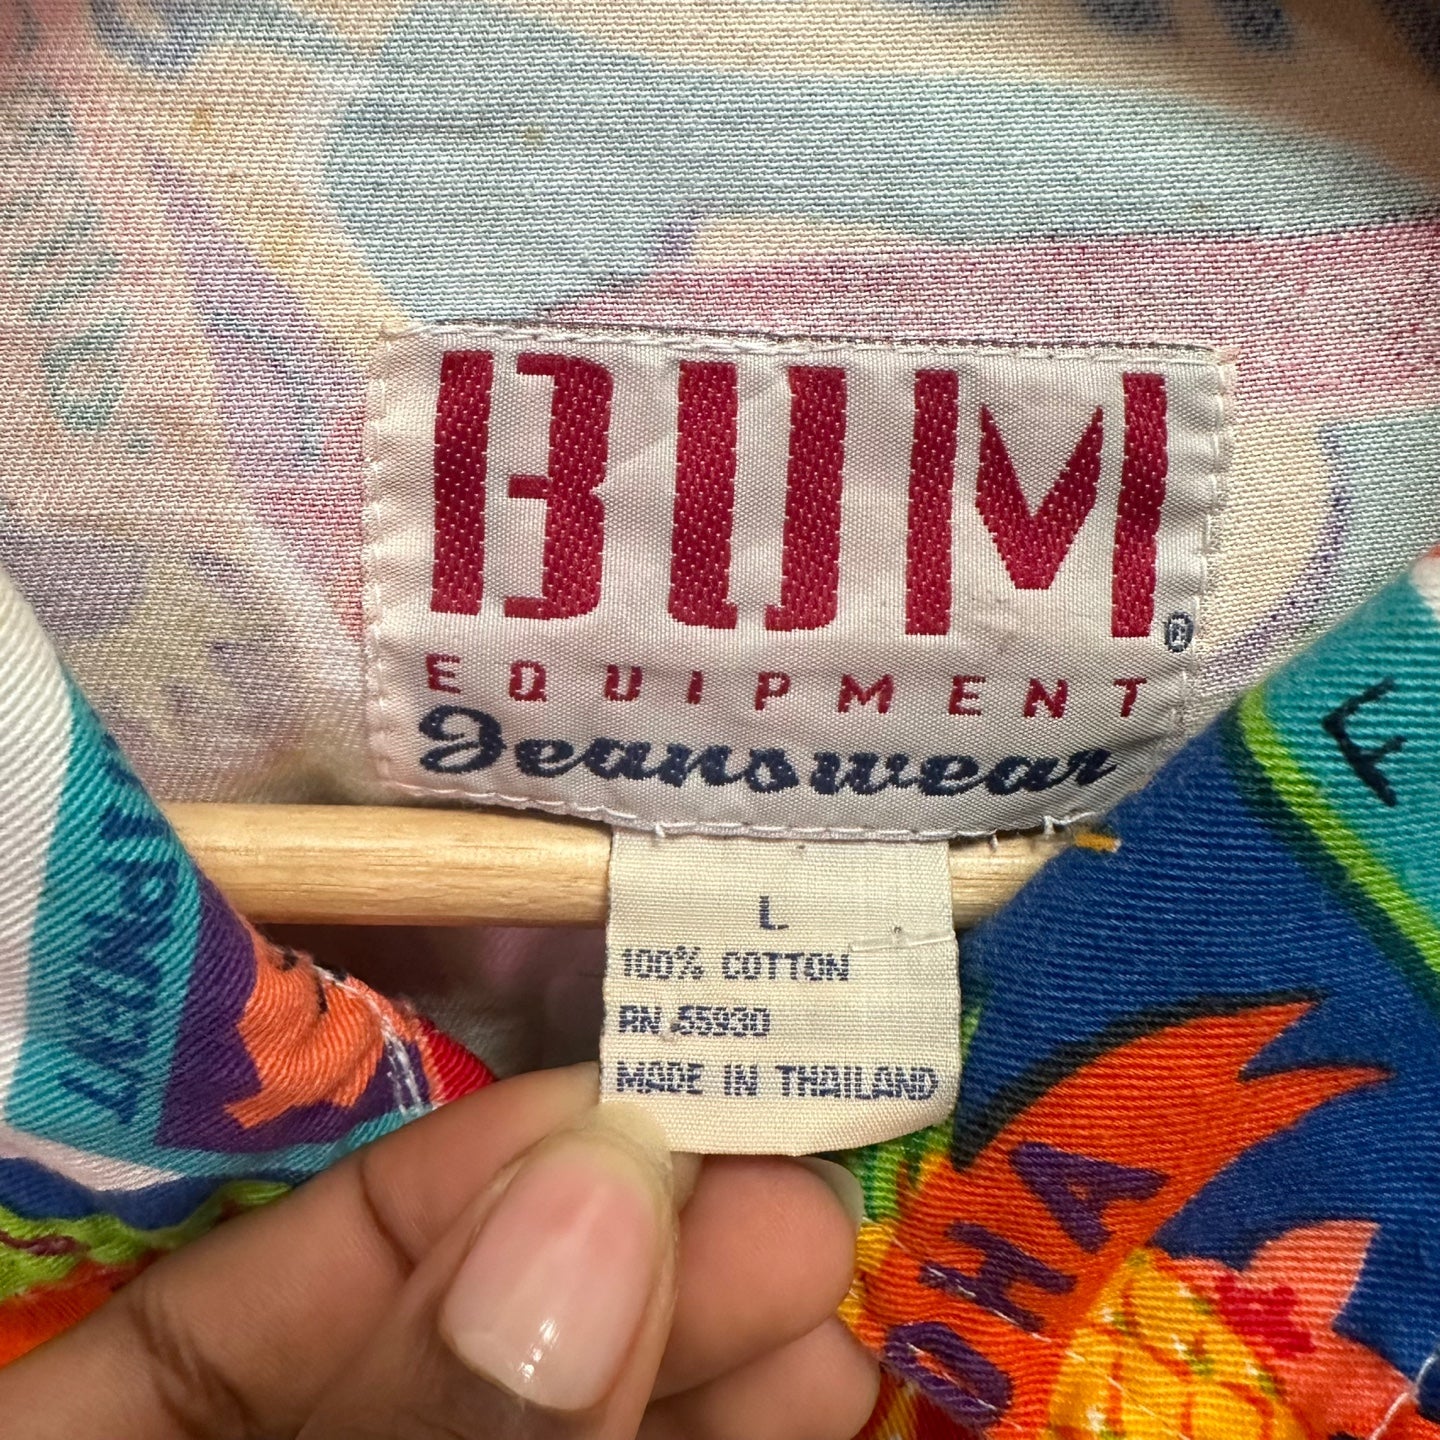 BUM®
EQUIPMENT
Jeanswear
L
100% COTTON
RN 55930
MADE IN THAILAND
OHA